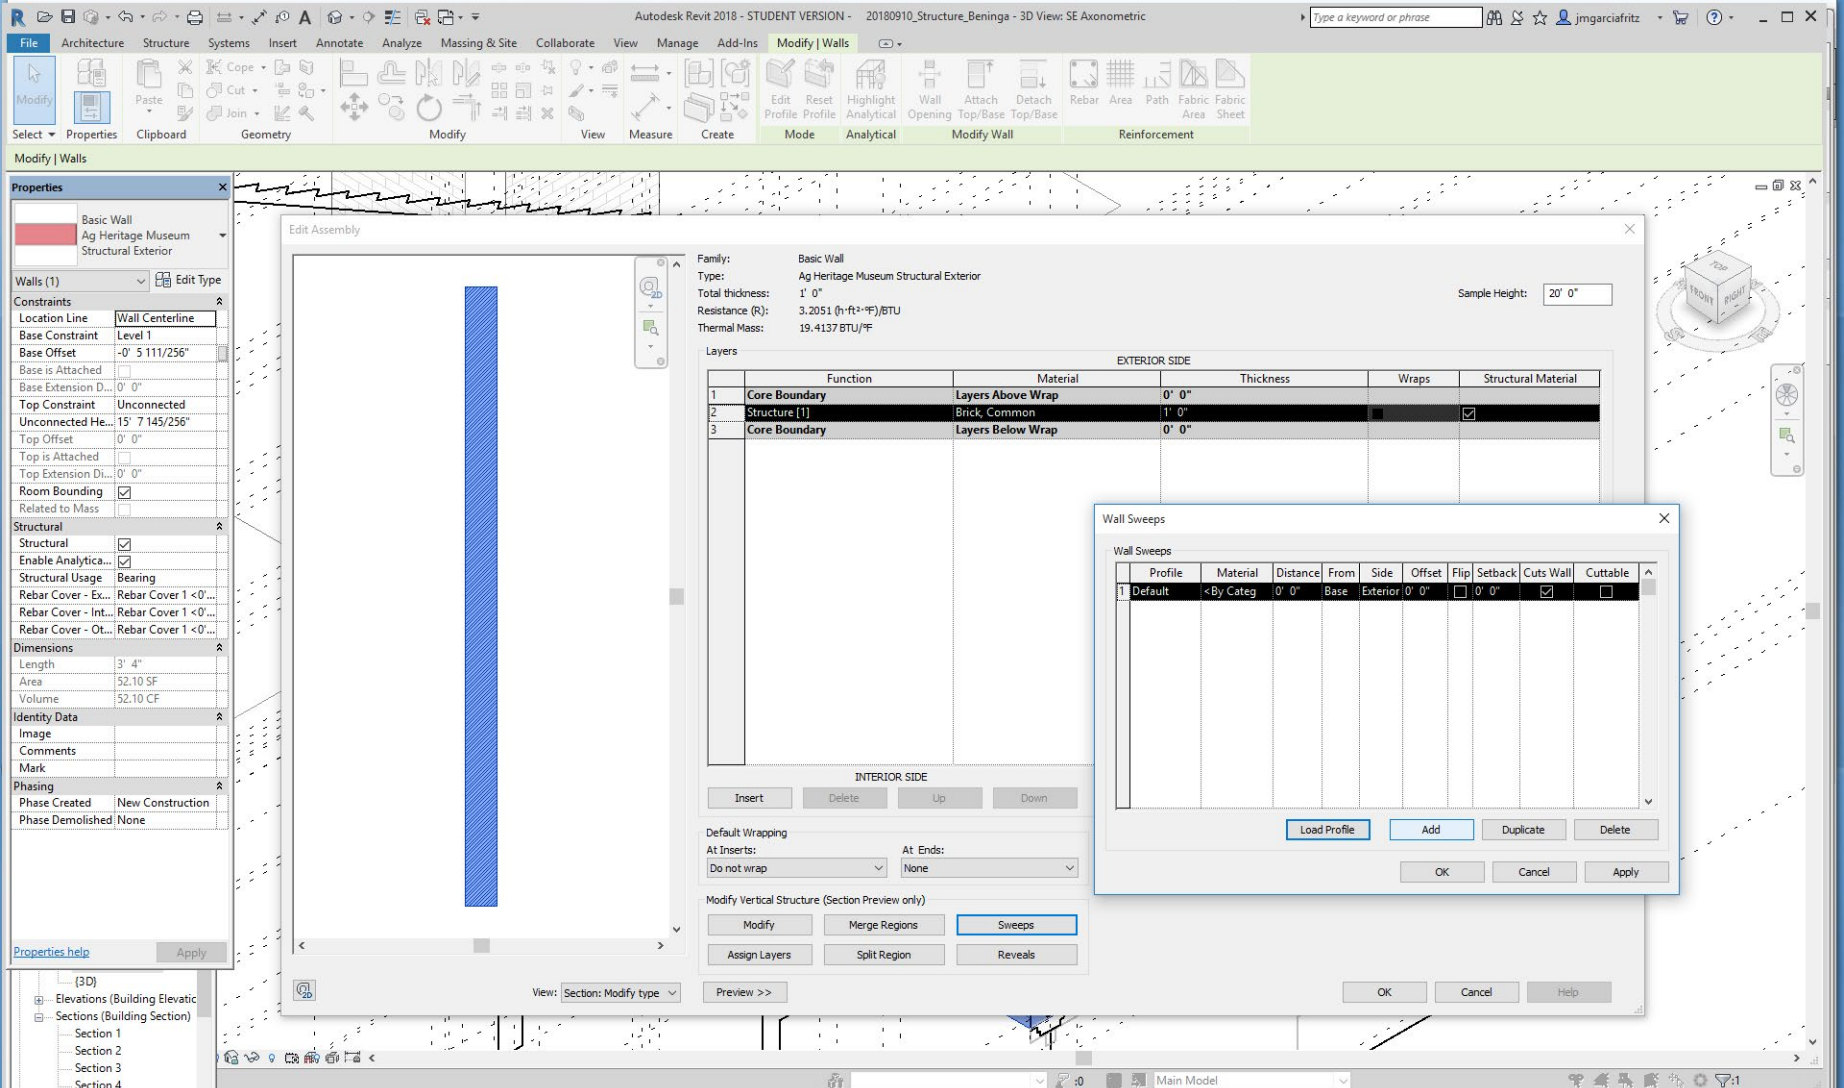 Autodesk Revit 2018 - STUDENT VERSION - 20180910_Structure_Beninga - 3D View: SE Axonometric
Type a keyword or phrase
jmgarciafritz
File Architecture Structure Systems Insert Annotate Analyze Massing & Site Collaborate View Manage Add-Ins Modify | Walls
Modify
Paste
Cope
Cut
Join
Edit Profile
Reset Profile
Highlight Analytical
Wall Opening
Attach Top/Base
Detach Top/Base
Rebar
Area
Path
Fabric Area
Fabric Sheet
Select Properties Clipboard Geometry Modify View Measure Create Mode Analytical Modify Wall Reinforcement
Modify | Walls
Properties
Basic Wall
Ag Heritage Museum
Structural Exterior
Walls (1) Edit Type
Constraints
Location Line Wall Centerline
Base Constraint Level 1
Base Offset -0' 5 111/256"
Base is Attached
Base Extension D... 0' 0"
Top Constraint Unconnected
Unconnected He... 15' 7 145/256"
Top Offset 0' 0"
Top is Attached
Top Extension Di... 0' 0"
Room Bounding
Related to Mass
Structural
Structural
Enable Analytica...
Structural Usage Bearing
Rebar Cover - Ex... Rebar Cover 1 <0'...
Rebar Cover - Int... Rebar Cover 1 <0'...
Rebar Cover - Ot... Rebar Cover 1 <0'...
Dimensions
Length 3' 4"
Area 52.10 SF
Volume 52.10 CF
Identity Data
Image
Comments
Mark
Phasing
Phase Created New Construction
Phase Demolished None
Properties help Apply
{3D}
Elevations (Building Elevatic
Sections (Building Section)
Section 1
Section 2
Section 3
Section 4
Edit Assembly
Family: Basic Wall
Type: Ag Heritage Museum Structural Exterior
Total thickness: 1' 0"
Resistance (R): 3.2051 (h·ft²·°F)/BTU
Thermal Mass: 19.4137 BTU/°F
Sample Height: 20' 0"
Layers
EXTERIOR SIDE
Function Material Thickness Wraps Structural Material
1 Core Boundary Layers Above Wrap 0' 0"
2 Structure [1] Brick, Common 1' 0"
3 Core Boundary Layers Below Wrap 0' 0"
INTERIOR SIDE
Insert Delete Up Down
Default Wrapping
At Inserts: At Ends:
Do not wrap None
Modify Vertical Structure (Section Preview only)
Modify Merge Regions Sweeps
Assign Layers Split Region Reveals
View: Section: Modify type Preview >> OK Cancel Help
Wall Sweeps
Wall Sweeps
Profile Material Distance From Side Offset Flip Setback Cuts Wall Cuttable
1 Default <By Categ 0' 0" Base Exterior 0' 0" 0' 0"
Load Profile Add Duplicate Delete
OK Cancel Apply
TOP
FRONT RIGHT
2D
2D
:0 Main Model :1